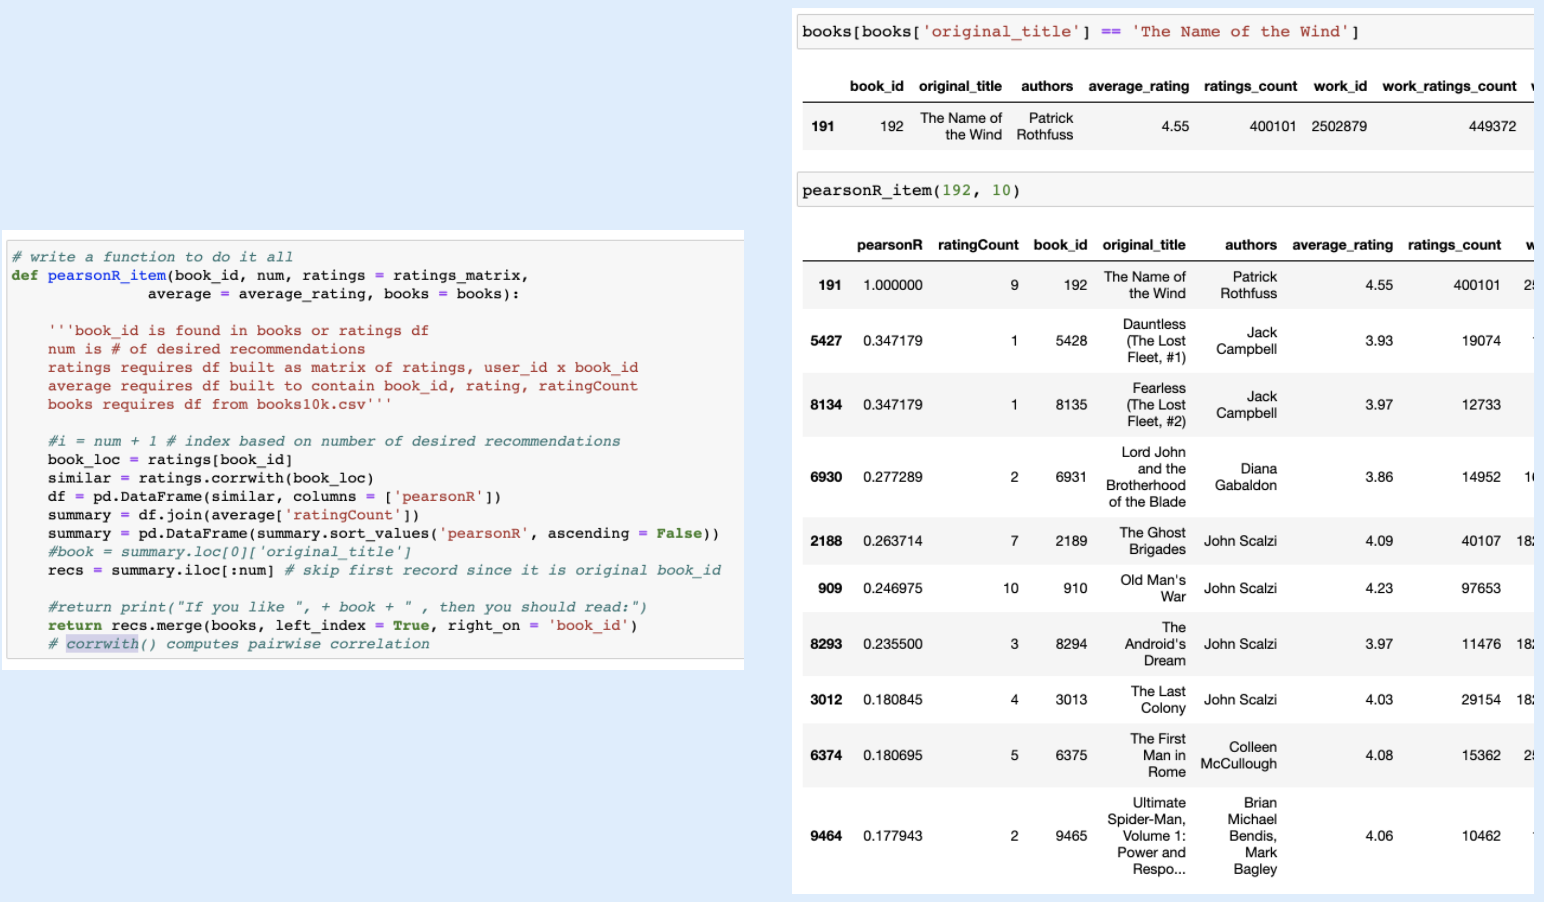 # write a function to do it all
def pearsonR_item(book_id, num, ratings = ratings_matrix,
average = average_rating, books = books):
'''book_id is found in books or ratings df
num is # of desired recommendations
ratings requires df built as matrix of ratings, user_id x book_id
average requires df built to contain book_id, rating, ratingCount
books requires df from books10k.csv'''
#i = num + 1 # index based on number of desired recommendations
book_loc = ratings[book_id]
similar = ratings.corrwith(book_loc)
df = pd.DataFrame(similar, columns = ['pearsonR'])
summary = df.join(average['ratingCount'])
summary = pd.DataFrame(summary.sort_values('pearsonR', ascending = False))
#book = summary.loc[0]['original_title']
recs = summary.iloc[:num] # skip first record since it is original book_id
#return print("If you like ", + book + " , then you should read:")
return recs.merge(books, left_index = True, right_on = 'book_id')
# corrwith() computes pairwise correlation
books[books['original_title'] == 'The Name of the Wind']
book_id original_title authors average_rating ratings_count work_id work_ratings_count
191 192 The Name of the Wind Patrick Rothfuss 4.55 400101 2502879 449372
pearsonR_item(192, 10)
pearsonR ratingCount book_id original_title authors average_rating ratings_count
191 1.000000 9 192 The Name of the Wind Patrick Rothfuss 4.55 400101
5427 0.347179 1 5428 Dauntless (The Lost Fleet, #1) Jack Campbell 3.93 19074
8134 0.347179 1 8135 Fearless (The Lost Fleet, #2) Jack Campbell 3.97 12733
6930 0.277289 2 6931 Lord John and the Brotherhood of the Blade Diana Gabaldon 3.86 14952
2188 0.263714 7 2189 The Ghost Brigades John Scalzi 4.09 40107
909 0.246975 10 910 Old Man's War John Scalzi 4.23 97653
8293 0.235500 3 8294 The Android's Dream John Scalzi 3.97 11476
3012 0.180845 4 3013 The Last Colony John Scalzi 4.03 29154
6374 0.180695 5 6375 The First Man in Rome Colleen McCullough 4.08 15362
9464 0.177943 2 9465 Ultimate Spider-Man, Volume 1: Power and Respo... Brian Michael Bendis, Mark Bagley 4.06 10462